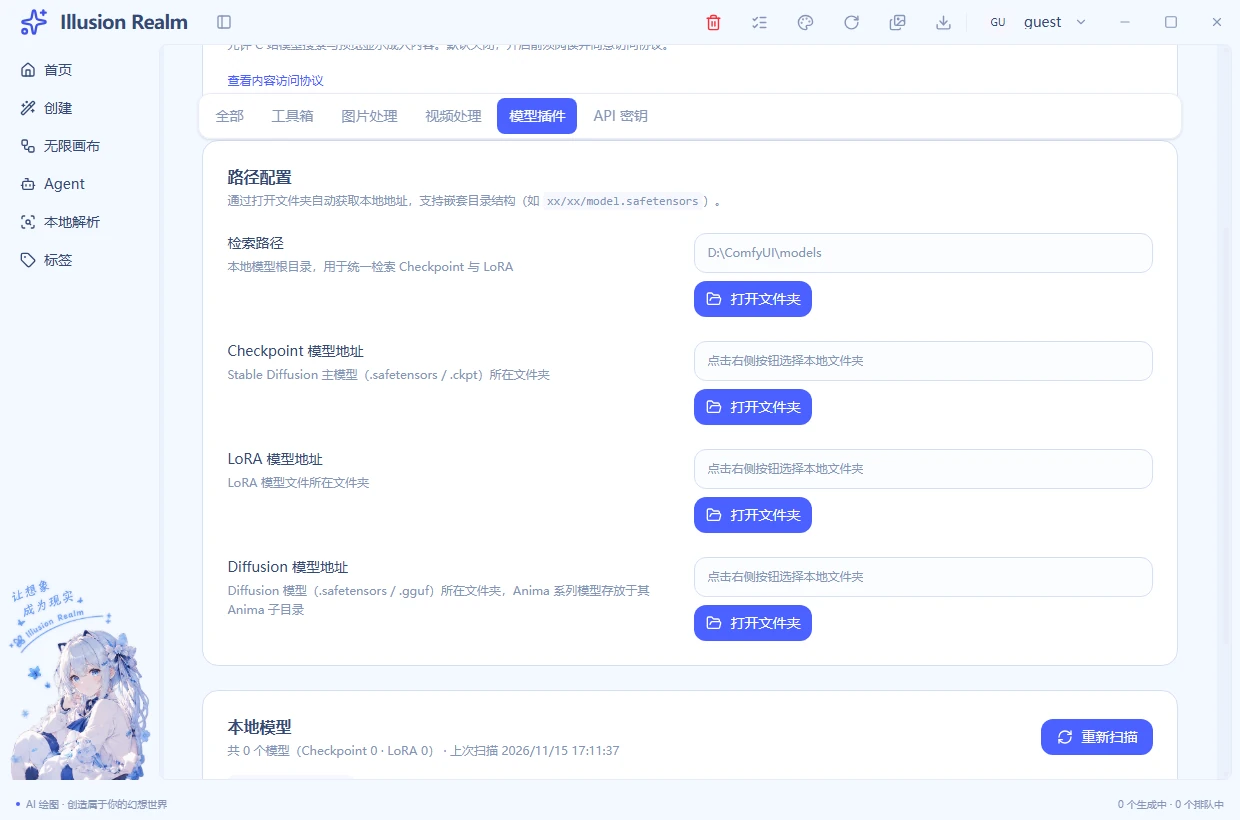 Illusion Realm
GU guest
首页
创建
无限画布
Agent
本地解析
标签
查看内容访问协议
全部 工具箱 图片处理 视频处理 模型插件 API 密钥
路径配置
通过打开文件夹自动获取本地地址，支持嵌套目录结构（如 xx/xx/model.safetensors ）。
检索路径
本地模型根目录，用于统一检索 Checkpoint 与 LoRA
D:\ComfyUI\models
打开文件夹
Checkpoint 模型地址
Stable Diffusion 主模型（.safetensors / .ckpt）所在文件夹
点击右侧按钮选择本地文件夹
打开文件夹
LoRA 模型地址
LoRA 模型文件所在文件夹
点击右侧按钮选择本地文件夹
打开文件夹
Diffusion 模型地址
Diffusion 模型（.safetensors / .gguf）所在文件夹，Anima 系列模型存放于其
Anima 子目录
点击右侧按钮选择本地文件夹
打开文件夹
本地模型
共 0 个模型（Checkpoint 0 · LoRA 0） · 上次扫描 2026/11/15 17:11:37
重新扫描
让想象
成为现实
Illusion Realm
AI 绘图 · 创造属于你的幻想世界
0 个生成中 · 0 个排队中